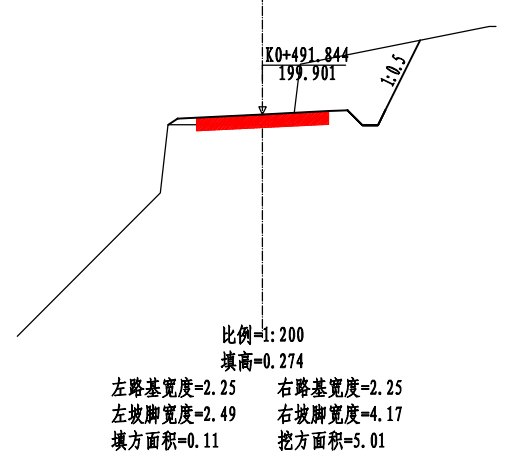 K0+491.844
199.901
1:0.5
比例=1:200
填高=0.274
左路基宽度=2.25 右路基宽度=2.25
左坡脚宽度=2.49 右坡脚宽度=4.17
填方面积=0.11 挖方面积=5.01